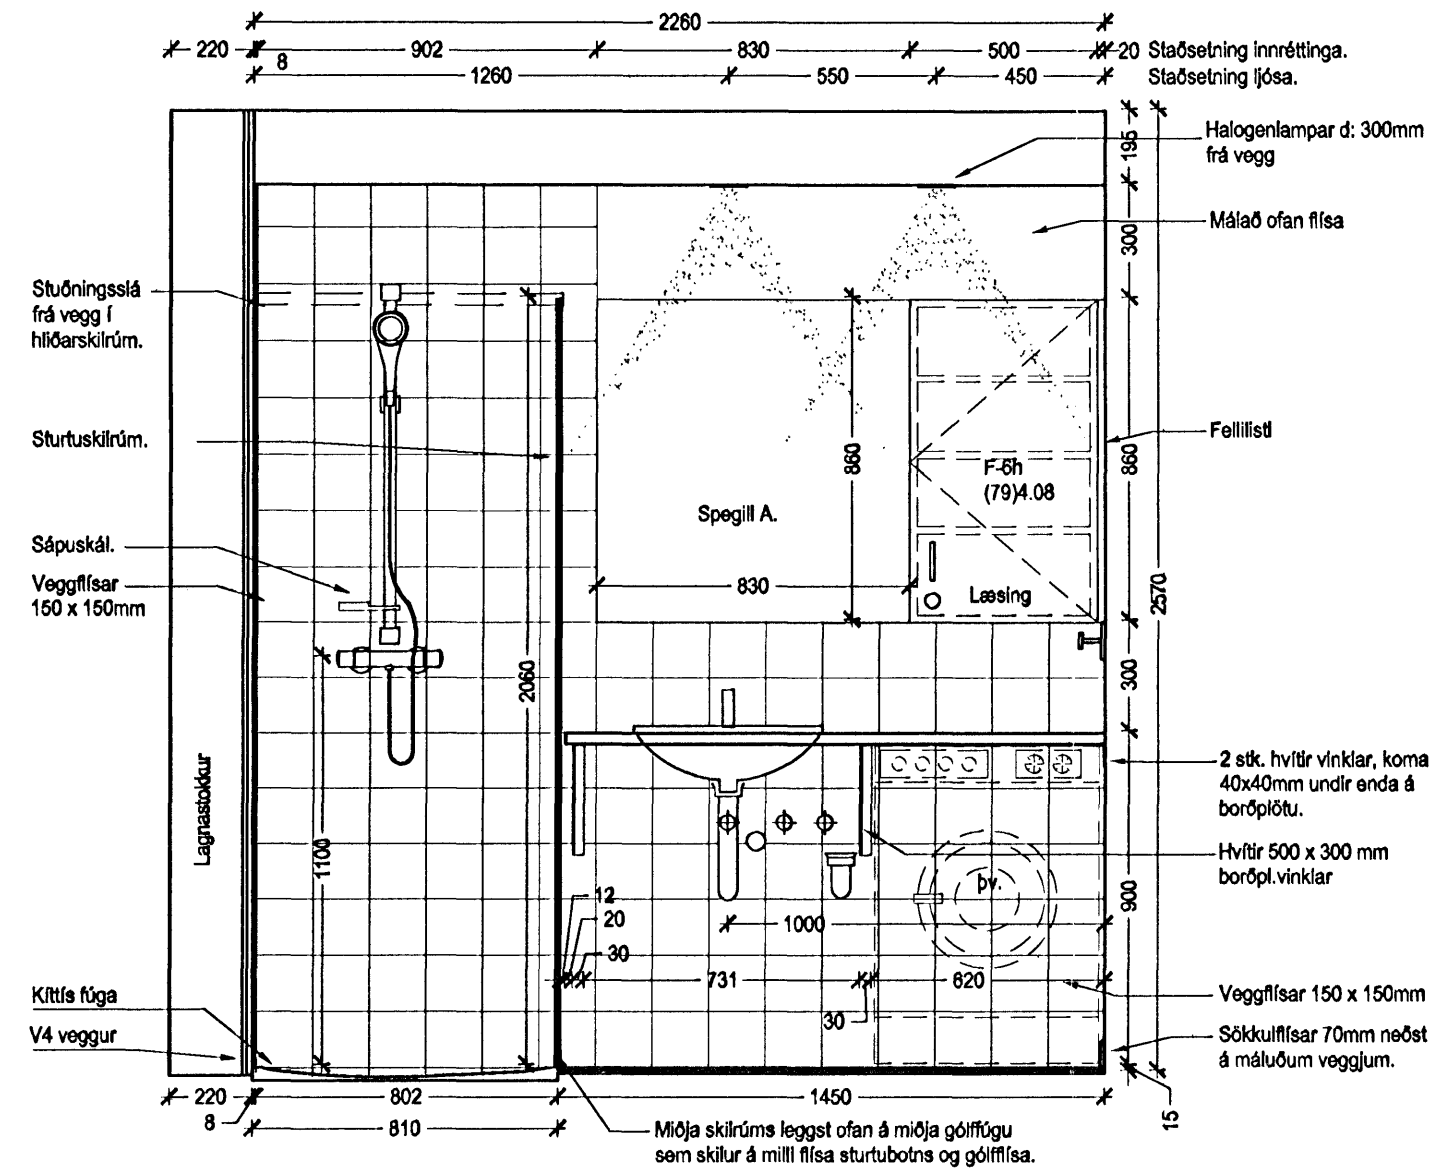 2260
220 902 830 500 20 Staðsetning innréttinga.
8
1260 550 450 Staðsetning ljósa.
195
Halogenlampar d: 300mm
frá vegg
300
Málað ofan flísa
Stuðningsslá
frá vegg í
hliðarskilrúm.
Sturtuskilrúm.
860
860
Fellilisti
F-6h
(79)4.08
Spegill A.
Sápuskál.
Veggflísar
150 x 150mm
830
Læsing
2570
2060
300
Lagnastokkur
1100
2 stk. hvítir vinklar, koma
40x40mm undir enda á
borðplötu.
Hvítir 500 x 300 mm
borðpl.vinklar
þv.
900
12
20
30
1000
731
620
30
Kíttis fúga
V4 veggur
Veggflísar 150 x 150mm
Sökkulflísar 70mm neðst
á máluðum veggjum.
220 802 1450
8
810
15
Miðja skilrúms leggst ofan á miðja gólffúgu
sem skilur á milli flísa sturtubotns og gólfflísa.